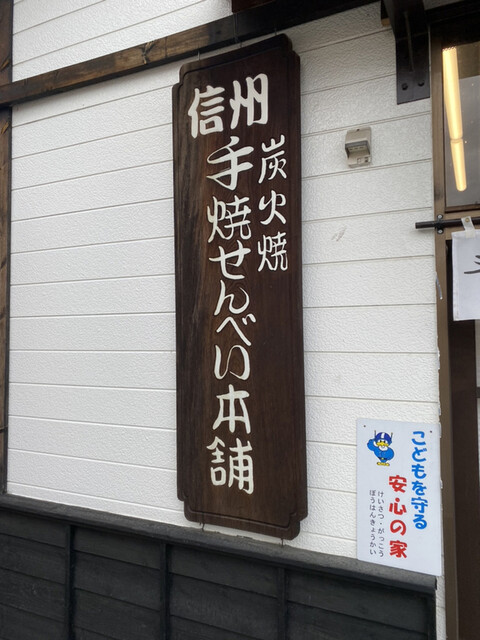 信州
炭火焼
手焼せんべい本舗
こどもを守る
安心の家
けいさつ・がっこう
ぼうはんきょうかい